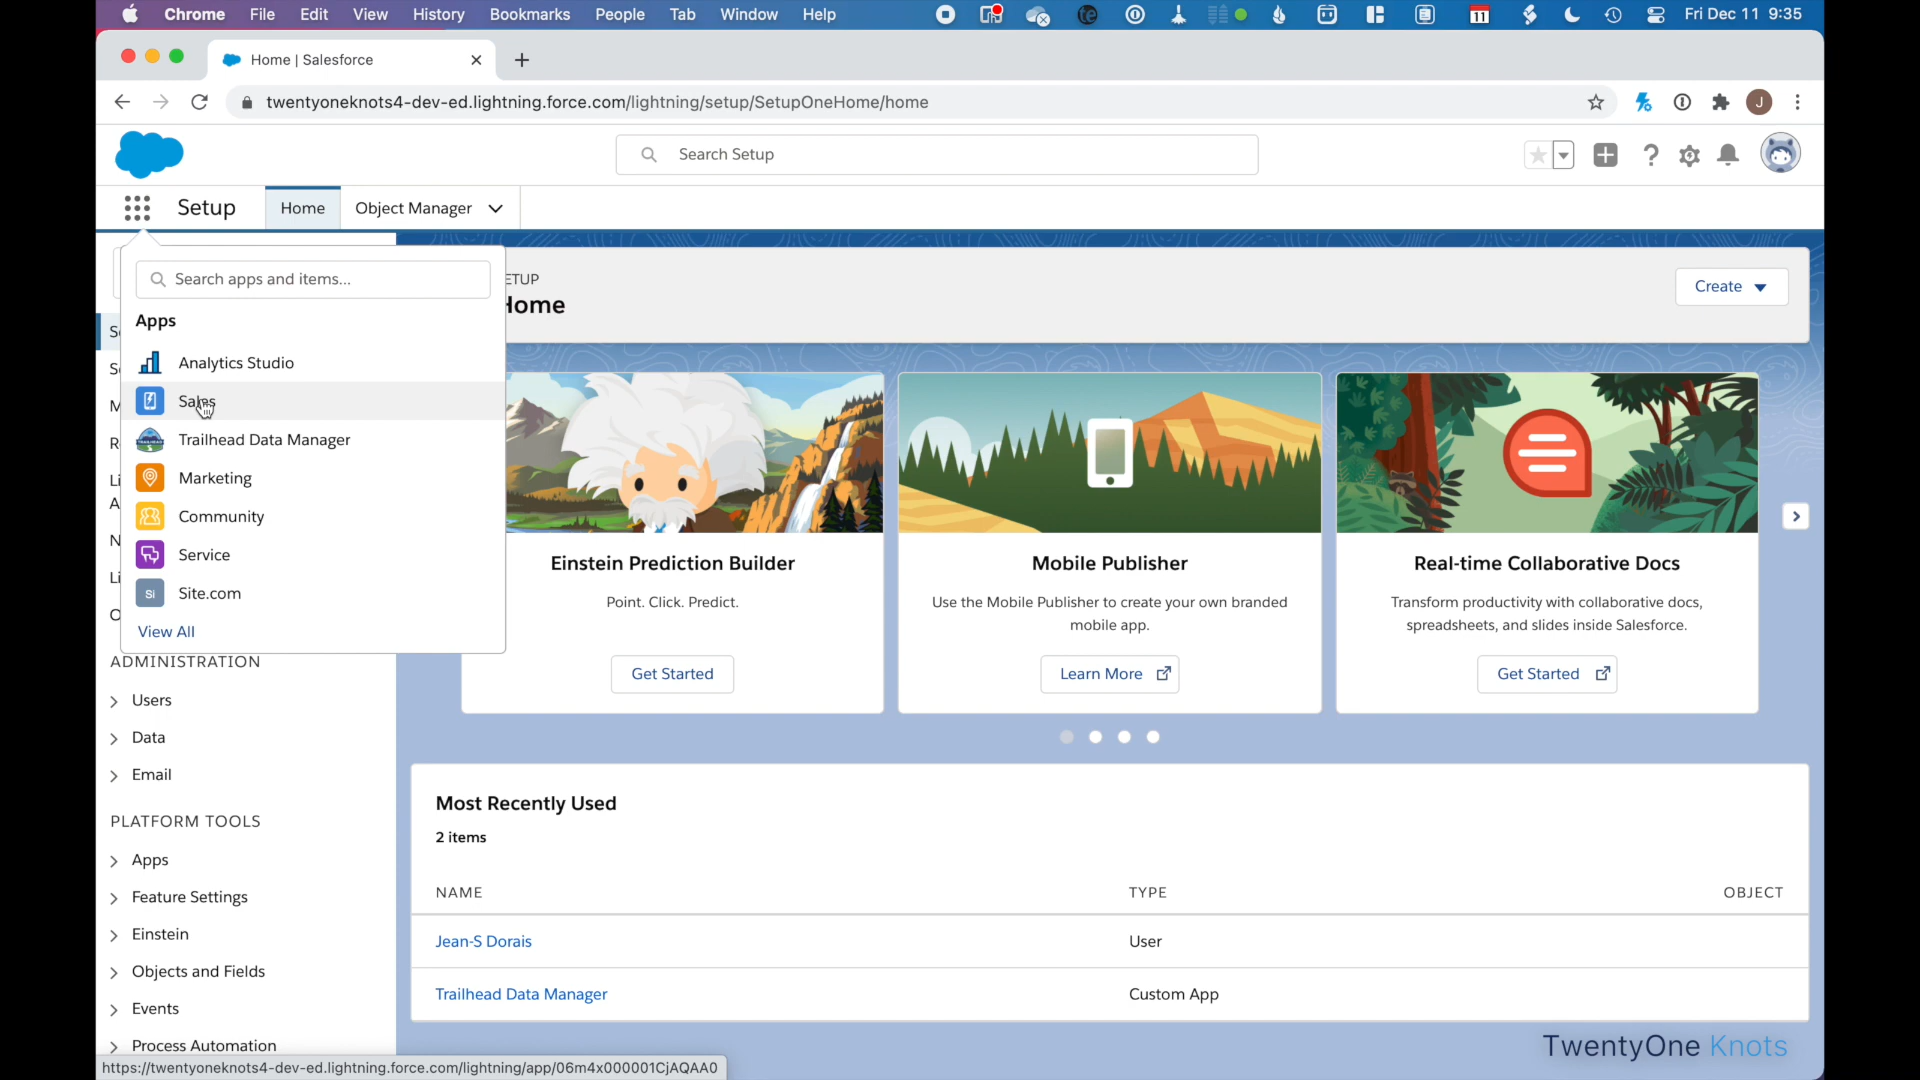 Chrome File Edit View History Bookmarks People Tab Window Help
11
Fri Dec 11 9:35
Home | Salesforce
twentyoneknots4-dev-ed.lightning.force.com/lightning/setup/SetupOneHome/home
J
Search Setup
Setup
Home
Object Manager
Search apps and items...
Apps
Analytics Studio
Sales
Trailhead Data Manager
Marketing
Community
Service
Si
Site.com
View All
ETUP
Home
Create
Einstein Prediction Builder
Point. Click. Predict.
Get Started
Mobile Publisher
Use the Mobile Publisher to create your own branded
mobile app.
Learn More
Real-time Collaborative Docs
Transform productivity with collaborative docs,
spreadsheets, and slides inside Salesforce.
Get Started
ADMINISTRATION
Users
Data
Email
PLATFORM TOOLS
Apps
Feature Settings
Einstein
Objects and Fields
Events
Process Automation
Most Recently Used
2 items
NAME TYPE OBJECT
Jean-S Dorais User
Trailhead Data Manager Custom App
TwentyOne Knots
https://twentyoneknots4-dev-ed.lightning.force.com/lightning/app/06m4x000001CjAQAA0